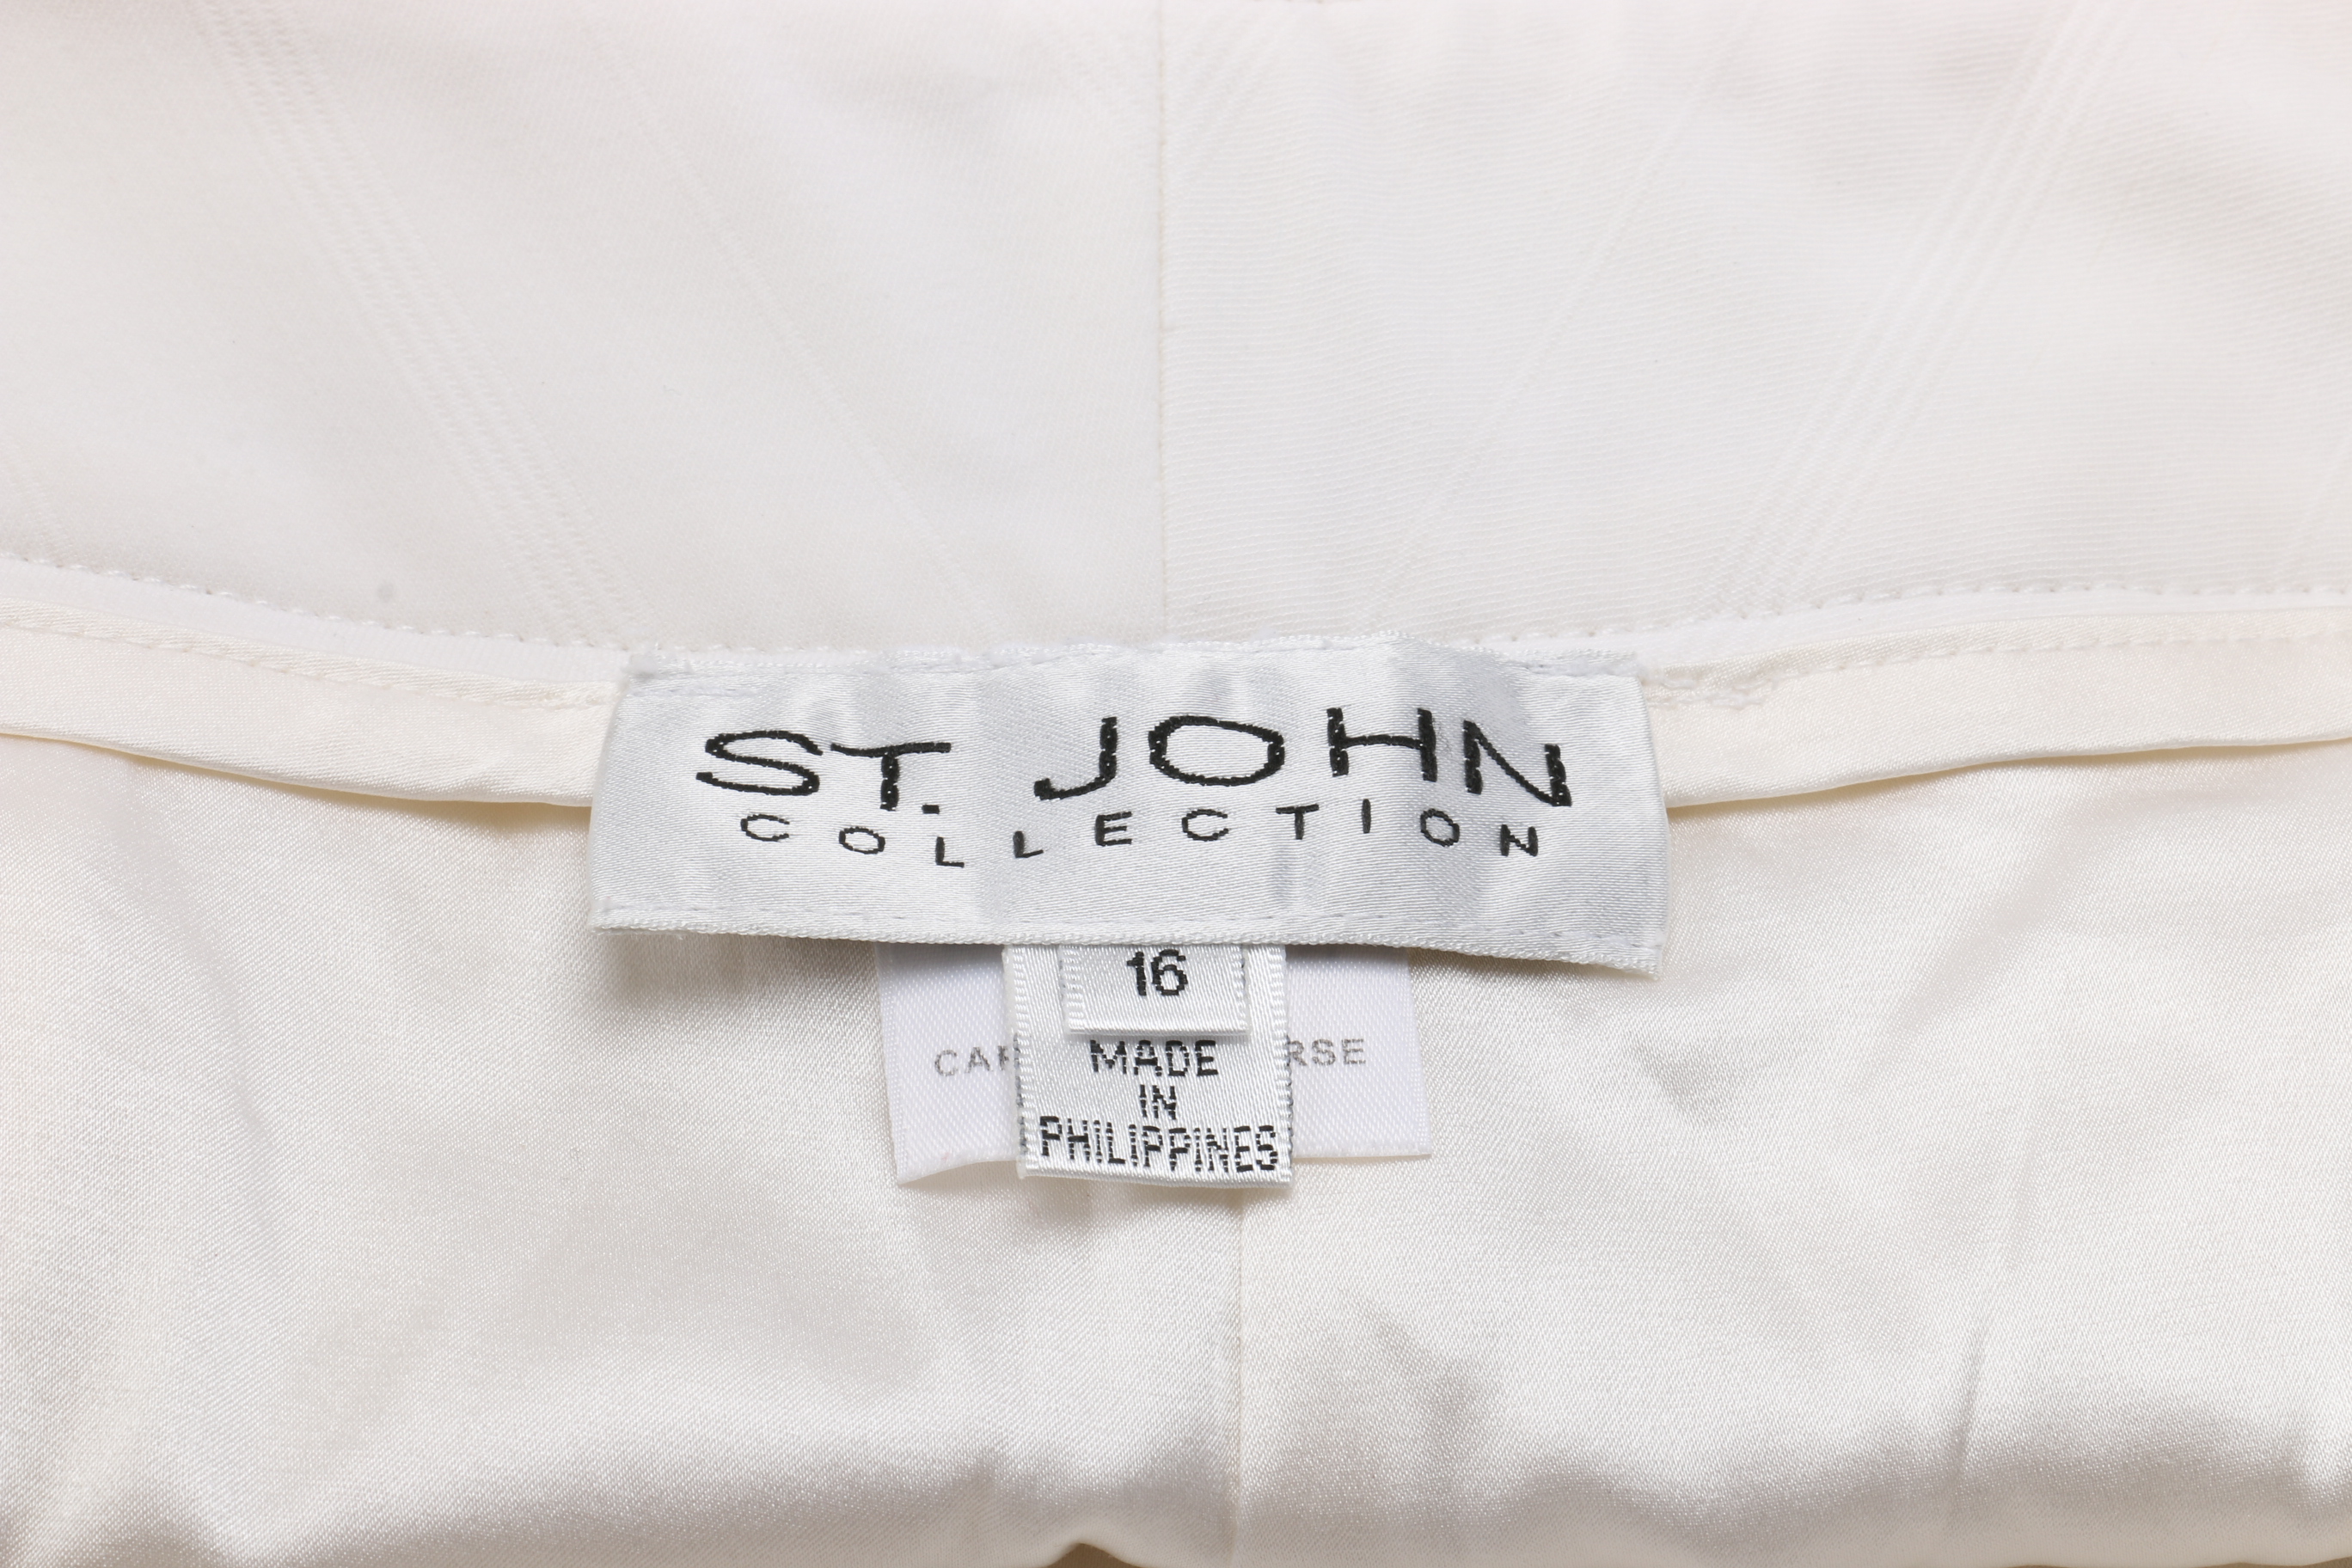 ST. JOHN
COLLECTION
16
MADE
IN
PHILIPPINES